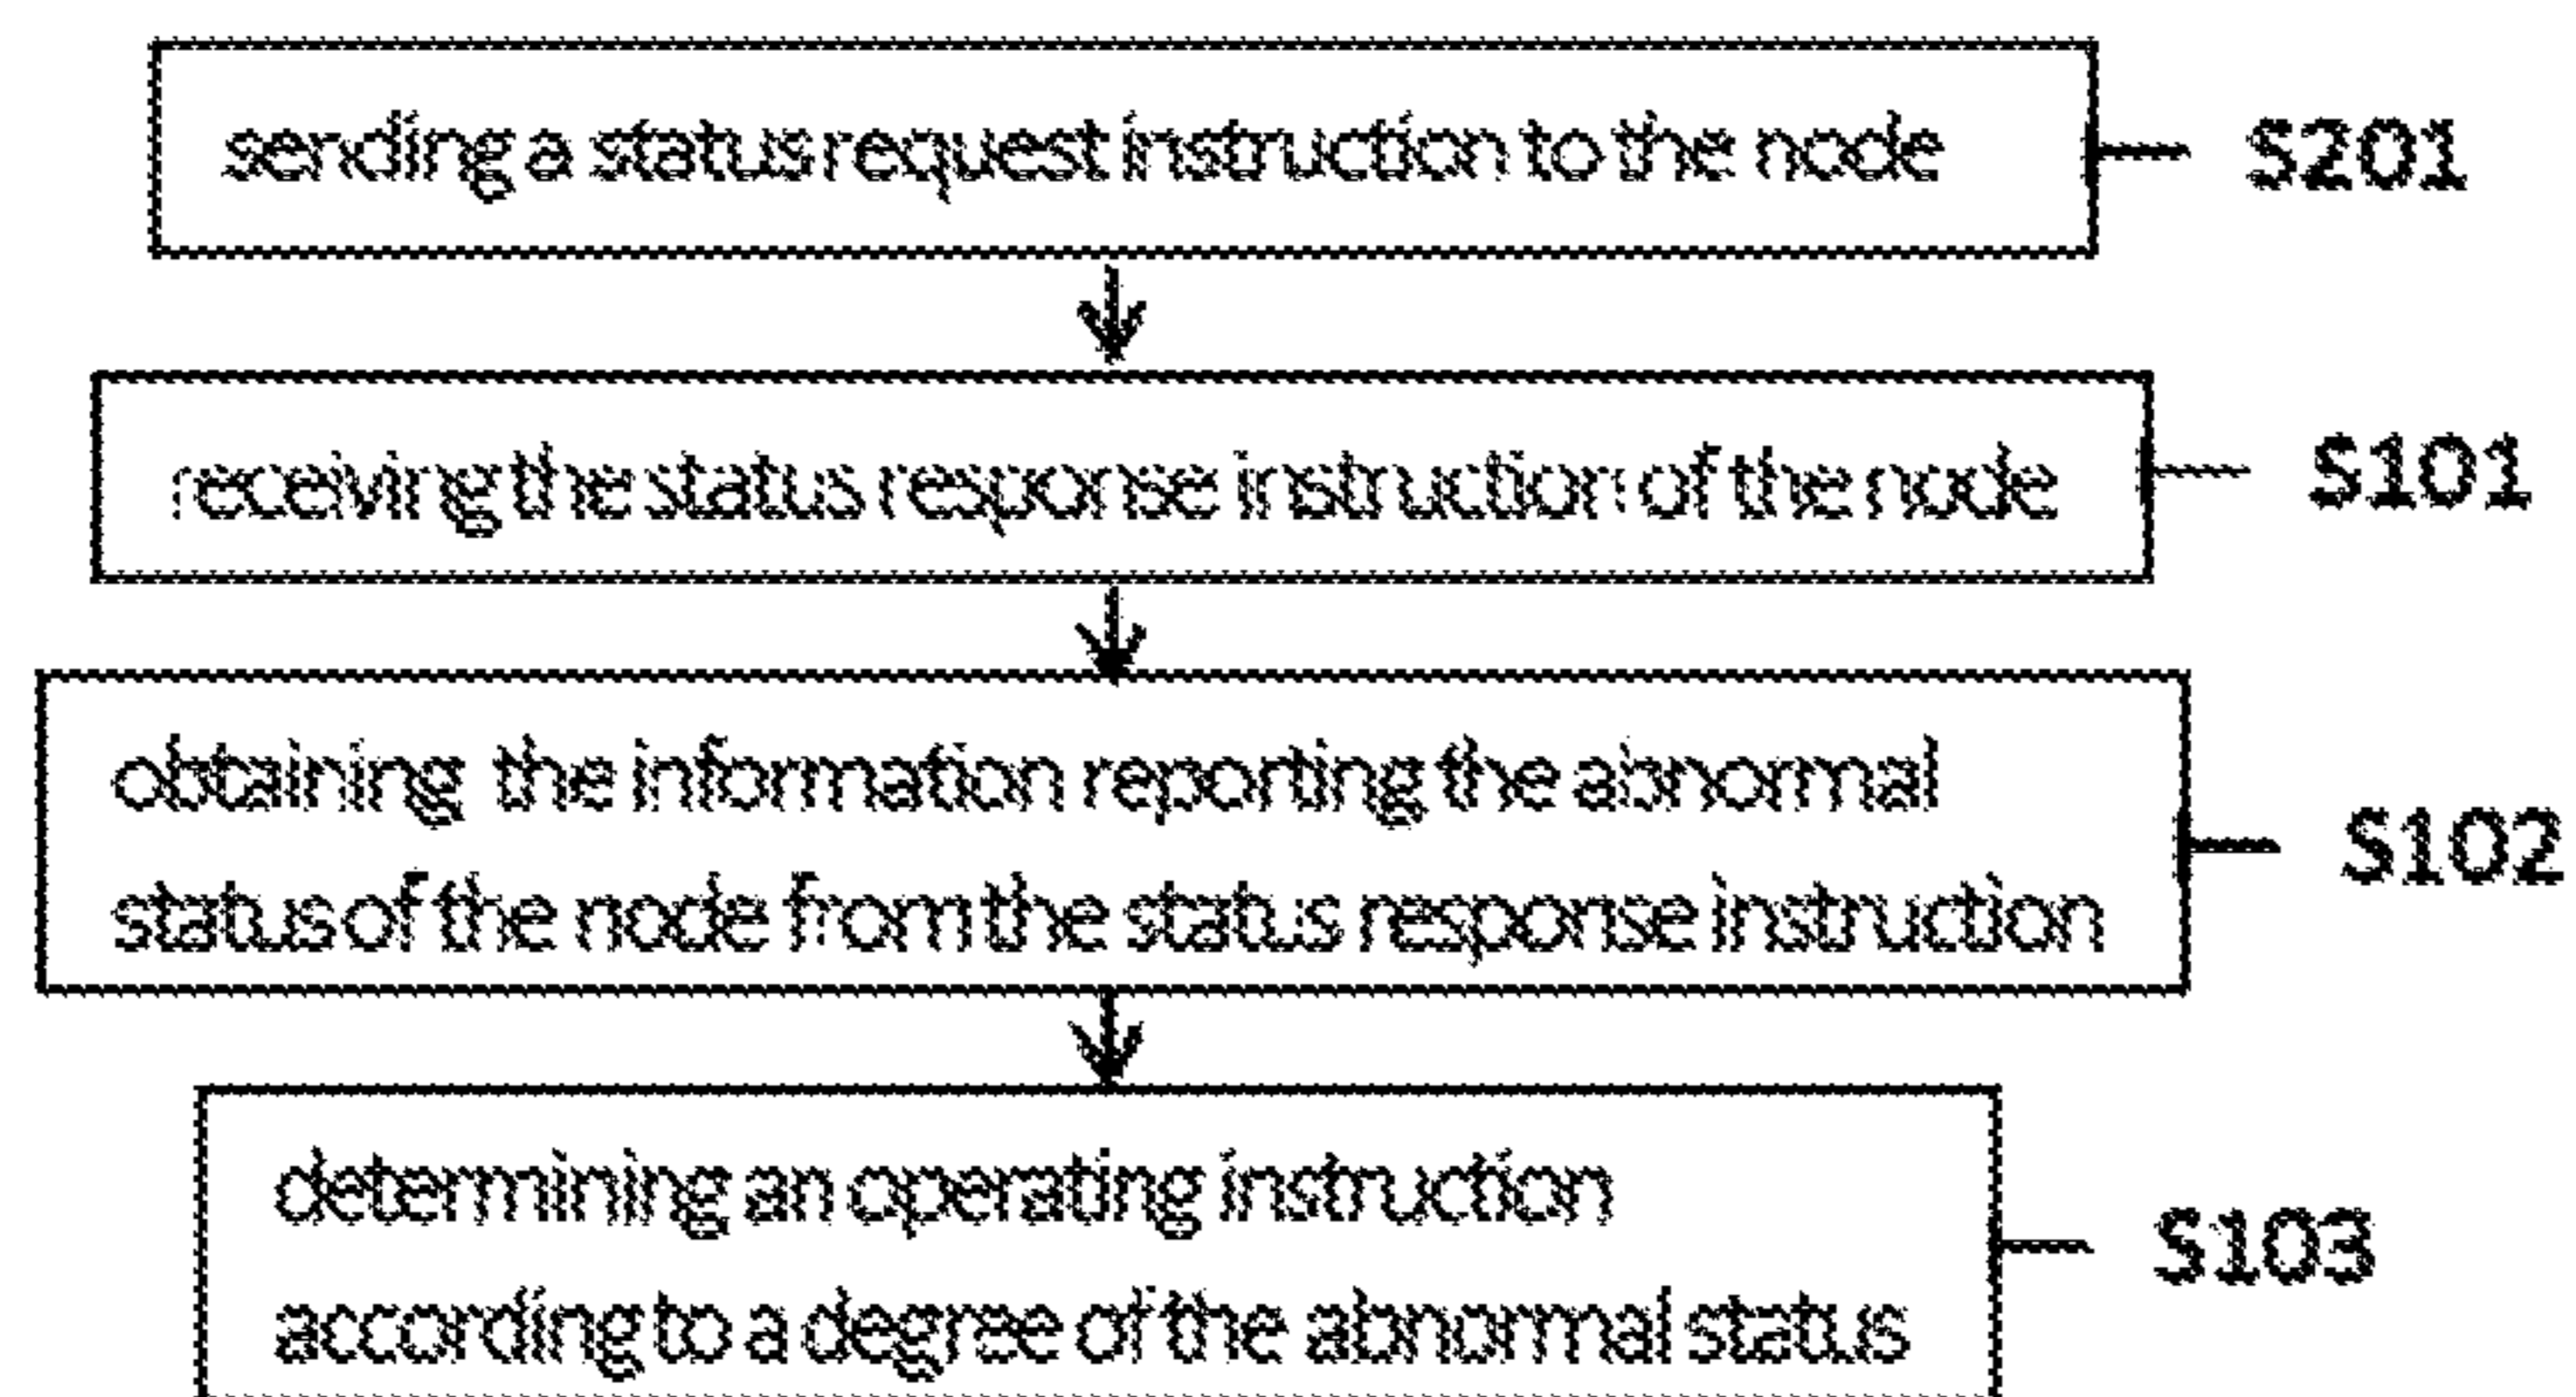 sending a status request instruction to the node
S201
receiving the status response instruction of the node
S101
obtaining the information reporting the abnormal
status of the node from the status response instruction
S102
determining an operating instruction
according to a degree of the abnormal status
S103